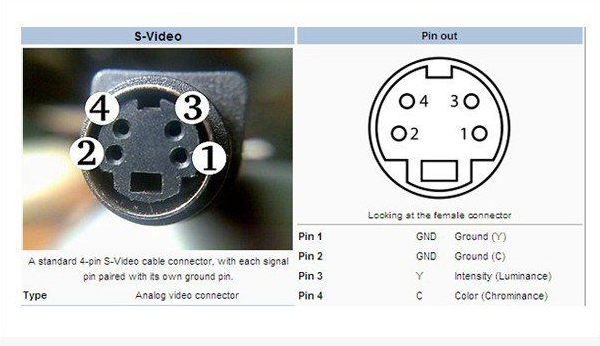 S-Video
Pin out
4 3
2 1
4 3
2 1
Looking at the female connector
A standard 4-pin S-Video cable connector, with each signal
pin paired with its own ground pin.
Type Analog video connector
Pin 1 GND Ground (Y)
Pin 2 GND Ground (C)
Pin 3 Y Intensity (Luminance)
Pin 4 C Color (Chrominance)